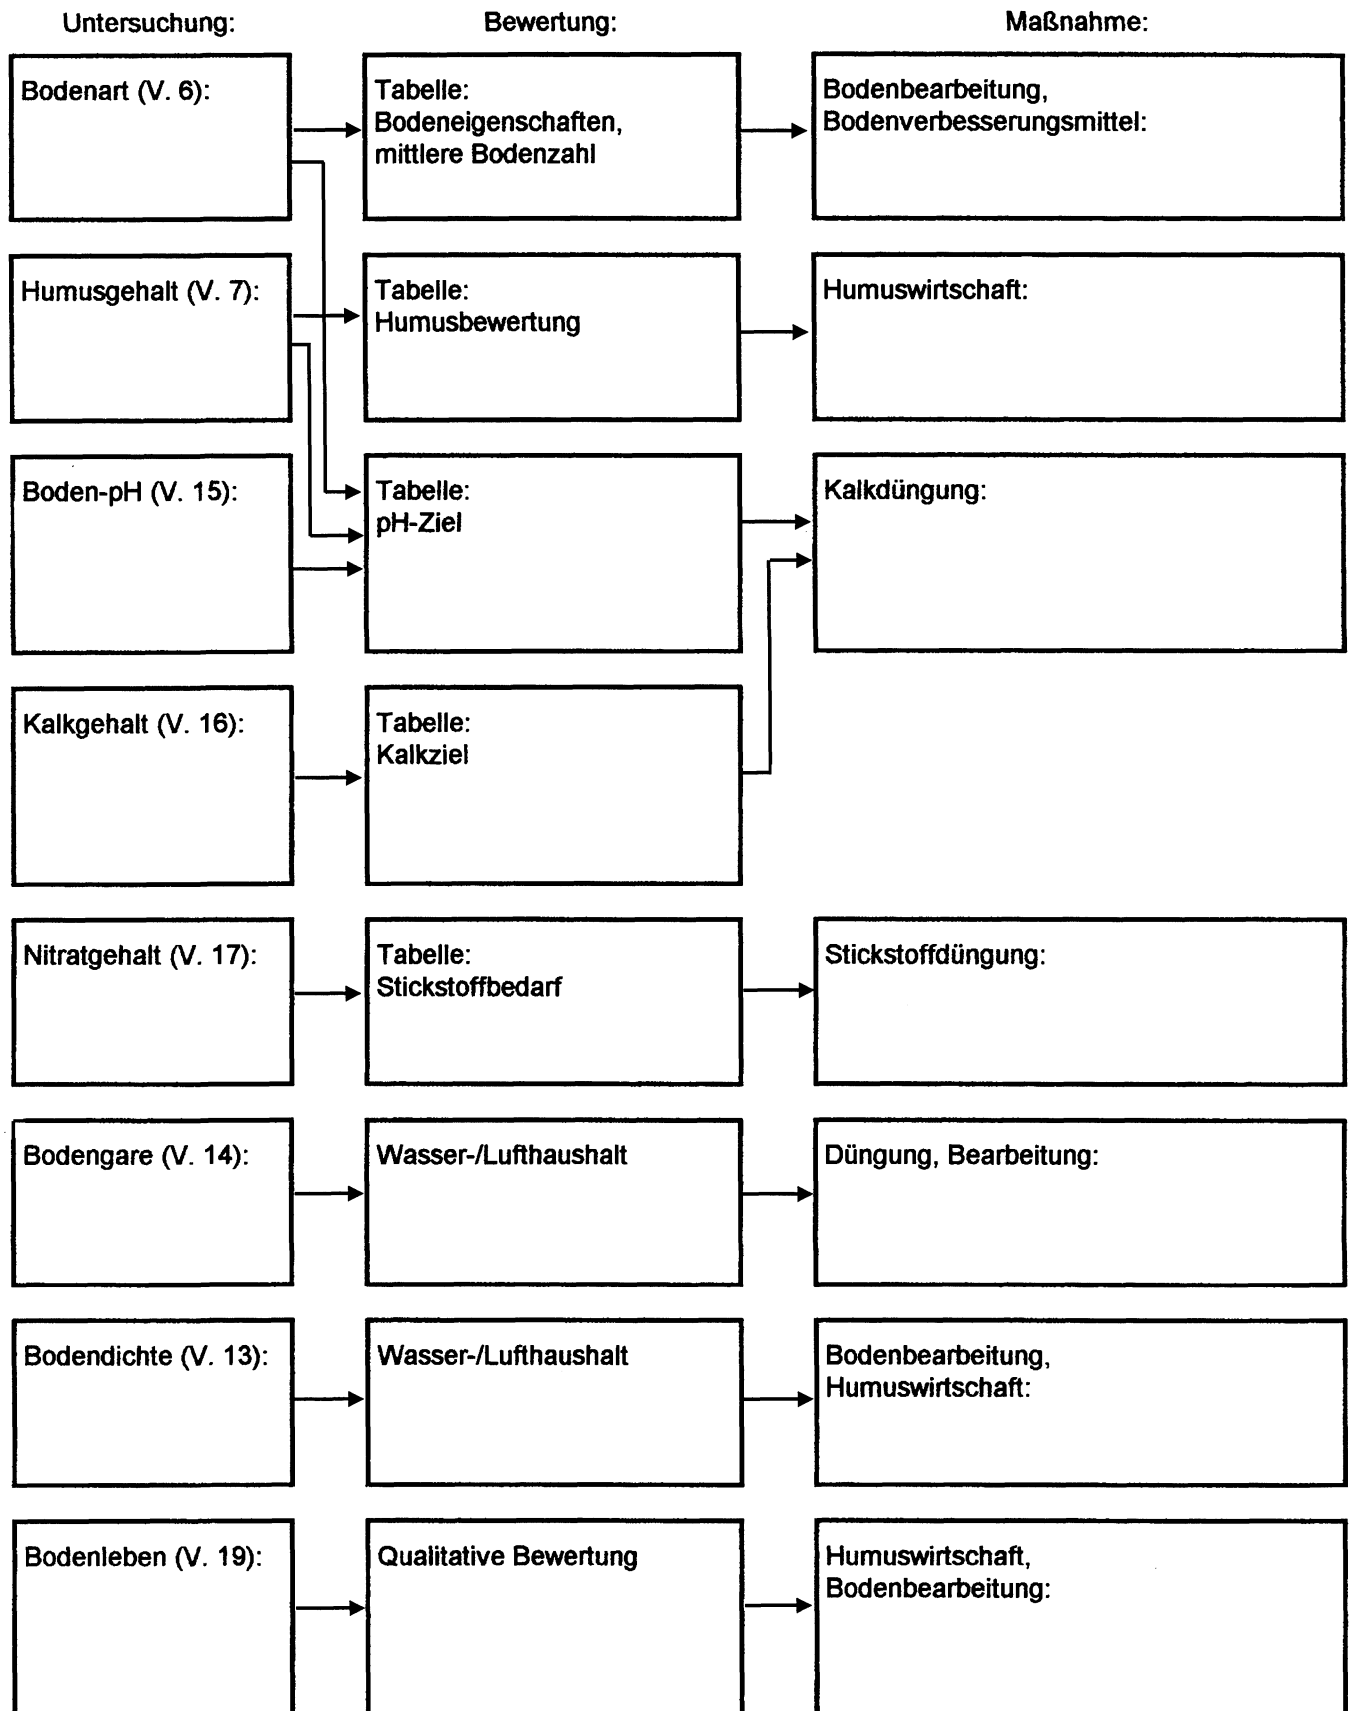 Untersuchung:
Bewertung:
Maßnahme:
Bodenart (V. 6):
Tabelle:
Bodeneigenschaften,
mittlere Bodenzahl
Bodenbearbeitung,
Bodenverbesserungsmittel:
Humusgehalt (V. 7):
Tabelle:
Humusbewertung
Humuswirtschaft:
Boden-pH (V. 15):
Tabelle:
pH-Ziel
Kalkdüngung:
Kalkgehalt (V. 16):
Tabelle:
Kalkziel
Nitratgehalt (V. 17):
Tabelle:
Stickstoffbedarf
Stickstoffdüngung:
Bodengare (V. 14):
Wasser-/Lufthaushalt
Düngung, Bearbeitung:
Bodendichte (V. 13):
Wasser-/Lufthaushalt
Bodenbearbeitung,
Humuswirtschaft:
Bodenleben (V. 19):
Qualitative Bewertung
Humuswirtschaft,
Bodenbearbeitung: